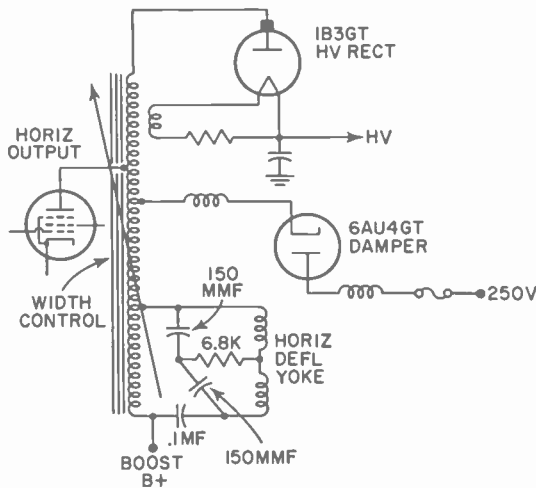 1B3GT
HV RECT
HORIZ
OUTPUT
HV
6AU4GT
DAMPER
WIDTH
CONTROL
150
MMF
250V
6.8K
HORIZ
DEFL
YOKE
.1MF
150MMF
BOOST
B+